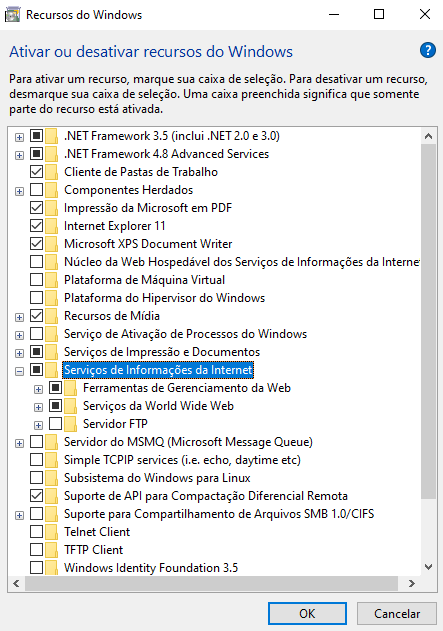 Recursos do Windows
Ativar ou desativar recursos do Windows
Para ativar um recurso, marque sua caixa de seleção. Para desativar um recurso,
desmarque sua caixa de seleção. Uma caixa preenchida significa que somente
parte do recurso está ativada.
.NET Framework 3.5 (inclui .NET 2.0 e 3.0)
.NET Framework 4.8 Advanced Services
Cliente de Pastas de Trabalho
Componentes Herdados
Impressão da Microsoft em PDF
Internet Explorer 11
Microsoft XPS Document Writer
Núcleo da Web Hospedável dos Serviços de Informações da Interne
Plataforma de Máquina Virtual
Plataforma do Hipervisor do Windows
Recursos de Mídia
Serviço de Ativação de Processos do Windows
Serviços de Impressão e Documentos
Serviços de Informações da Internet
Ferramentas de Gerenciamento da Web
Serviços da World Wide Web
Servidor FTP
Servidor do MSMQ (Microsoft Message Queue)
Simple TCPIP services (i.e. echo, daytime etc)
Subsistema do Windows para Linux
Suporte de API para Compactação Diferencial Remota
Suporte para Compartilhamento de Arquivos SMB 1.0/CIFS
Telnet Client
TFTP Client
Windows Identity Foundation 3.5
OK
Cancelar